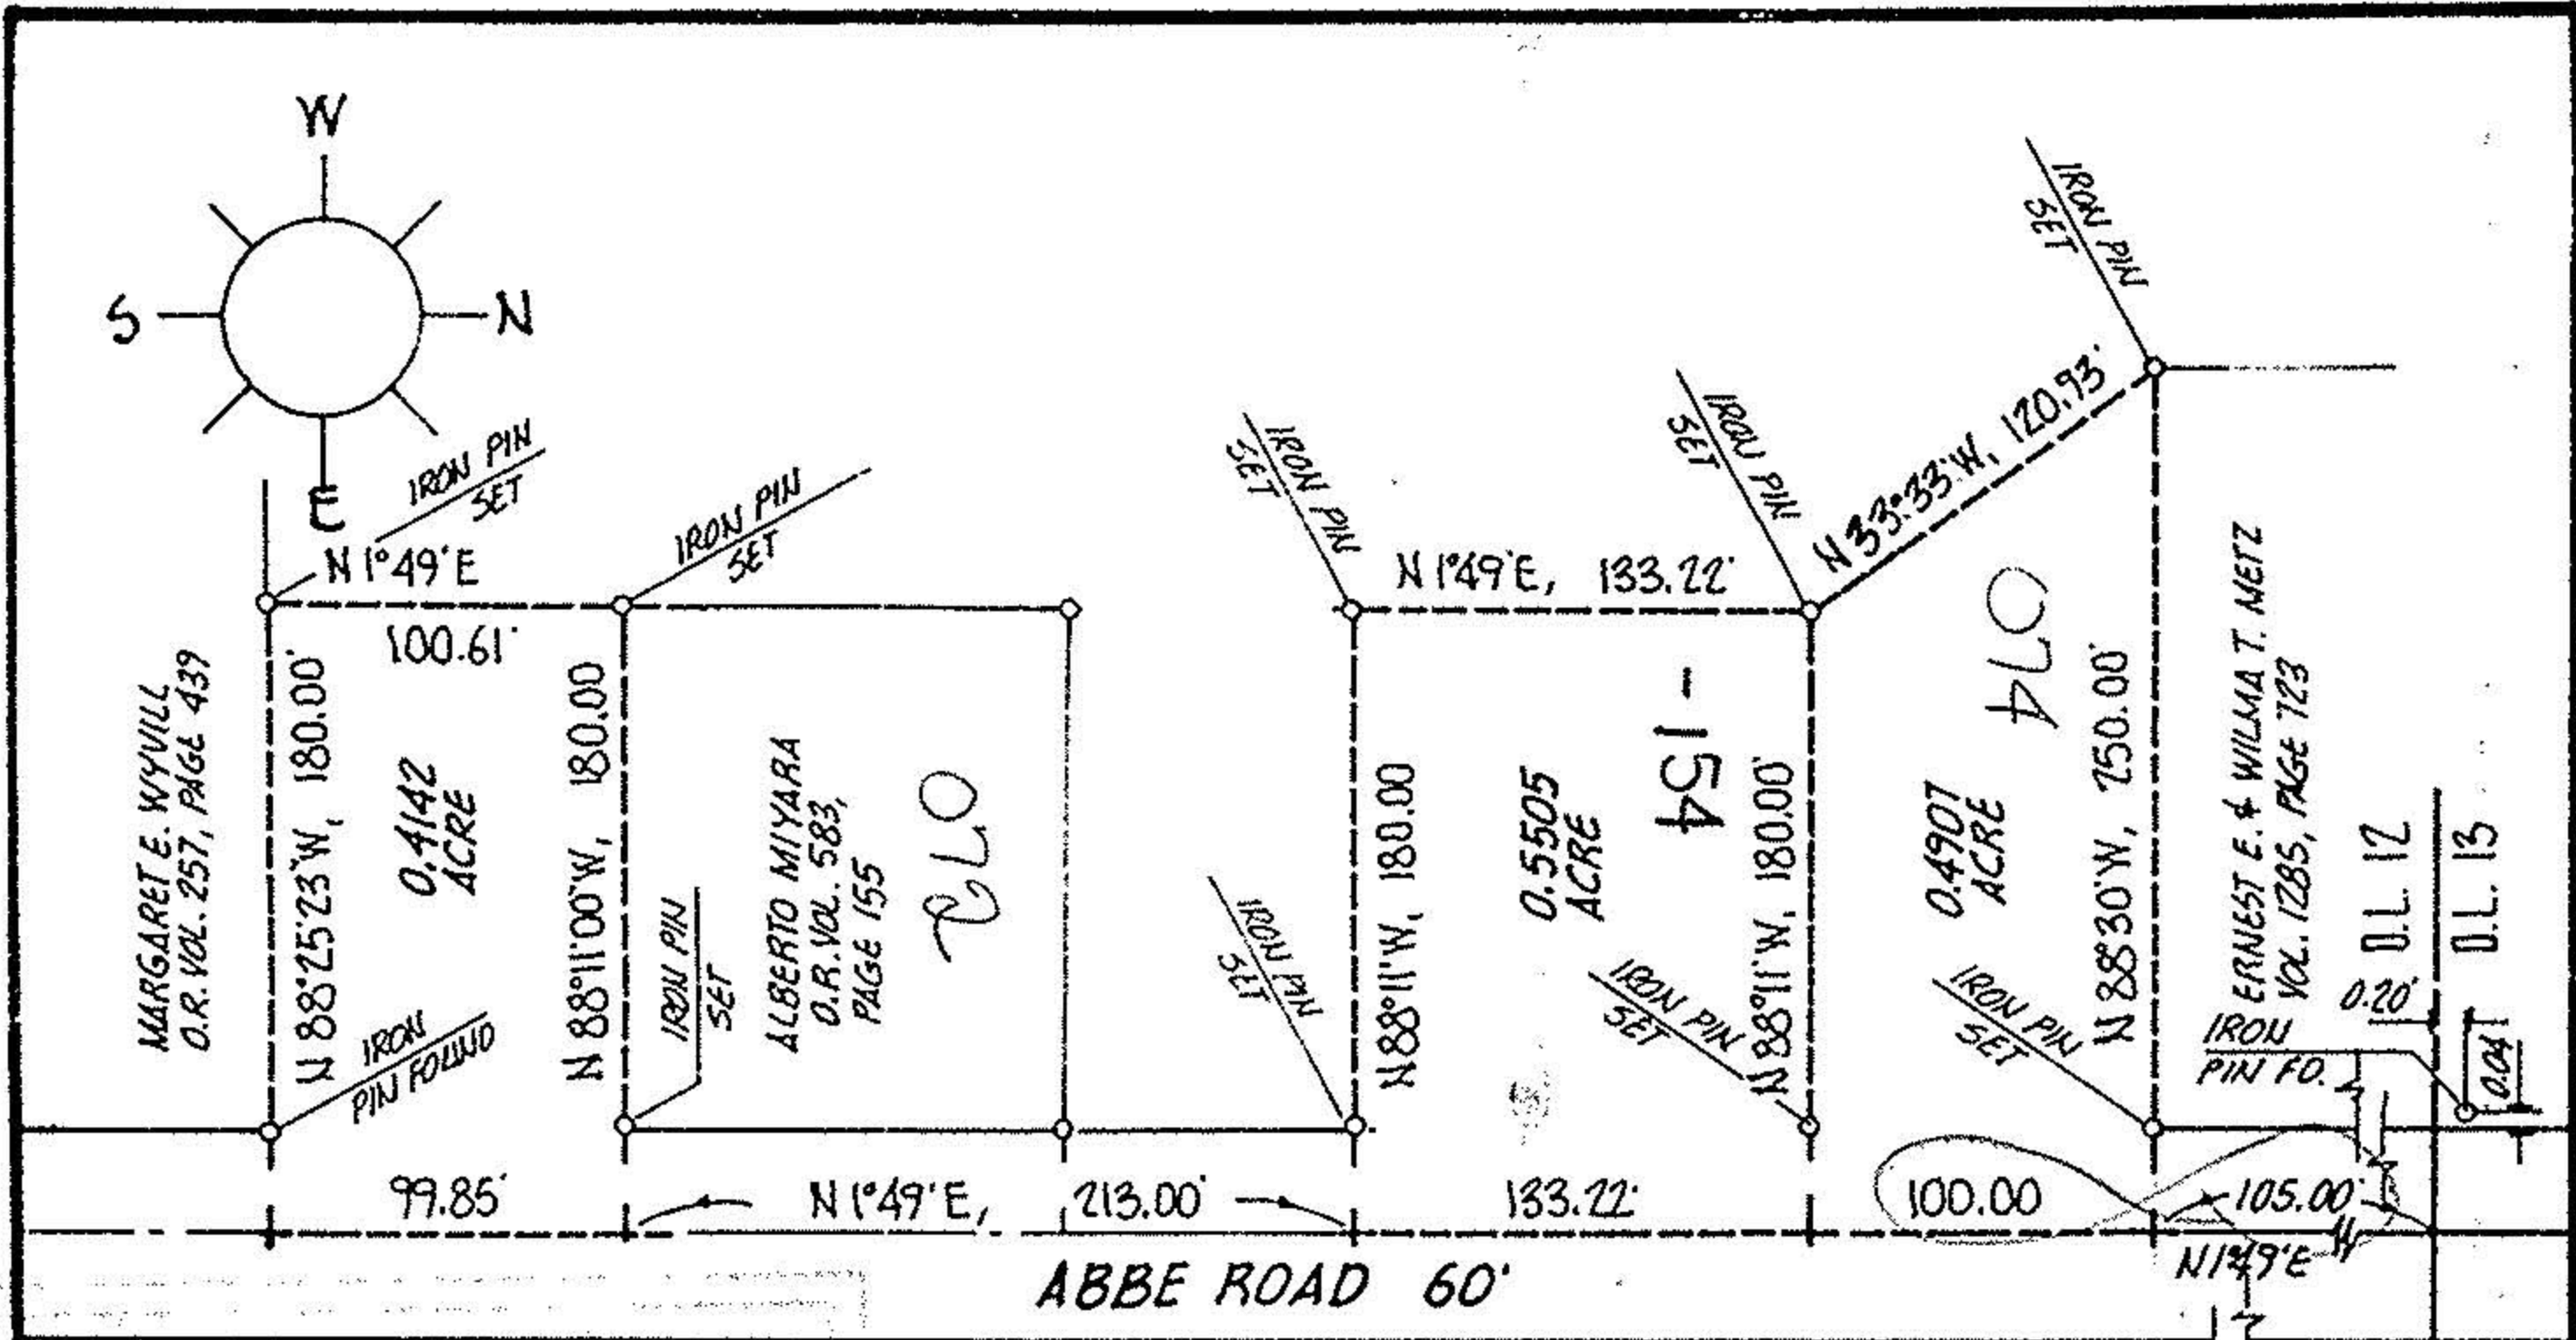 W
S
N
E
IRON PIN
SET
N 1°49'E
100.61'
IRON PIN
SET
IRON PIN
SET
N 1°49'E, 133.22'
IRON PIN
SET
N 33°33'W, 120.93'
IRON PIN
SET
MARGARET E. WYVILL
O.R. VOL. 257, PAGE 439
N 88°25'23"W, 180.00'
0.4142
ACRE
IRON
PIN FOUND
N 88°11'00"W, 180.00
IRON PIN
SET
ALBERTO MIYARA
O.R. VOL. 583,
PAGE 155
IRON PIN
SET
N 88°11'W, 180.00
0.5505
ACRE
-154
IRON PIN
SET
N 88°11'W, 180.00'
0.4907
ACRE
074
IRON PIN
SET
N 88°30'W, 250.00'
ERNEST E. & WILMA T. METZ
VOL. 1285, PAGE 723
O.L. 12
O.L. 13
0.20'
IRON
PIN FD.
0.04
99.85'
N 1°49'E, 213.00'
133.22'
100.00
105.00'
N 1°49'E
ABBE ROAD 60'